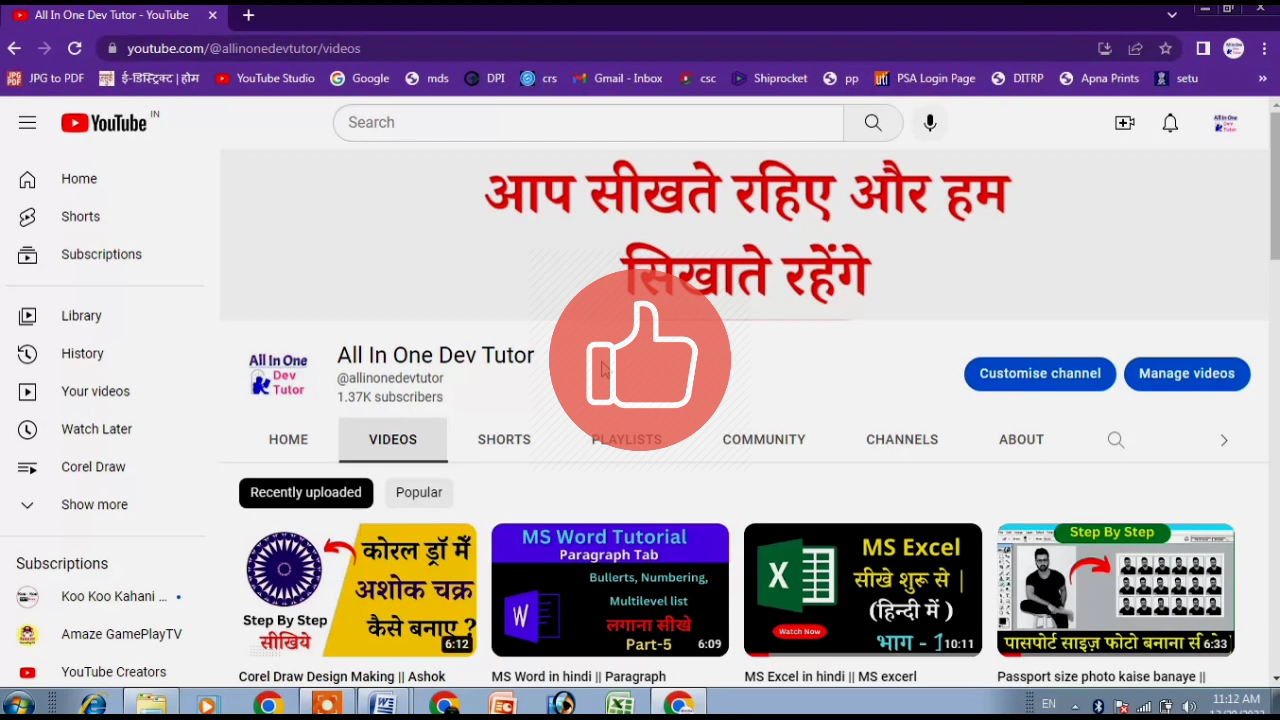 All In One Dev Tutor - YouTube
youtube.com/@allinonedevtutor/videos
JPG to PDF
ई-डिस्ट्रिक्ट | होम
YouTube Studio
Google
mds
DPI
crs
Gmail - Inbox
csc
Shiprocket
pp
PSA Login Page
DITRP
Apna Prints
setu
YouTube IN
Search
आप सीखते रहिए और हम
सिखाते रहेंगे
Home
Shorts
Subscriptions
Library
History
Your videos
Watch Later
Corel Draw
Show more
Subscriptions
Koo Koo Kahani ...
Amaze GamePlayTV
YouTube Creators
All In One
Dev
Tutor
All In One Dev Tutor
@allinonedevtutor
1.37K subscribers
Customise channel
Manage videos
HOME
VIDEOS
SHORTS
PLAYLISTS
COMMUNITY
CHANNELS
ABOUT
Recently uploaded
Popular
कोरल ड्रॉ में
अशोक चक्र
कैसे बनाए ?
Step By Step
सीखिये
6:12
MS Word Tutorial
Paragraph Tab
Bullerts, Numbering,
Multilevel list
लगाना सीखे
Part-5
6:09
MS Excel
सीखे शुरू से |
(हिन्दी में )
Watch Now
भाग - 1
10:11
Step By Step
पासपोर्ट साइज़ फोटो बनाना
6:33
Corel Draw Design Making || Ashok
MS Word in hindi || Paragraph
MS Excel in hindi || MS excerl
Passport size photo kaise banaye ||
EN
11:12 AM